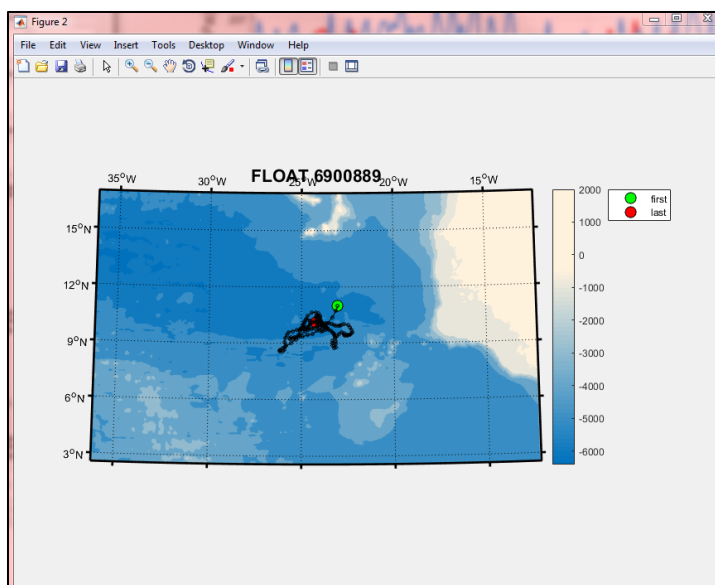 Figure 2
File Edit View Insert Tools Desktop Window Help
FLOAT 6900889
35°W 30°W 25°W 20°W 15°W
15°N
12°N
9°N
6°N
3°N
2000
1000
0
-1000
-2000
-3000
-4000
-5000
-6000
first
last